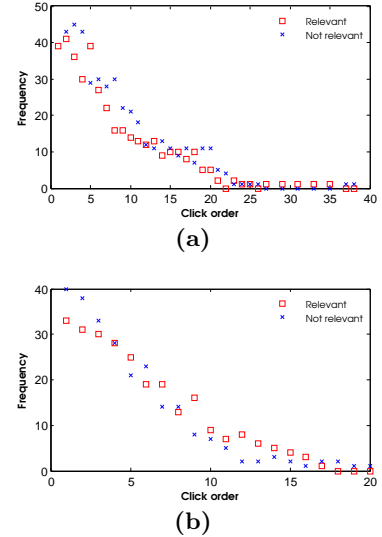 50
40
30
20
10
0
Frequency
Relevant
Not relevant
0 5 10 15 20 25 30 35 40
Click order
(a)
40
30
20
10
0
Frequency
Relevant
Not relevant
0 5 10 15 20
Click order
(b)